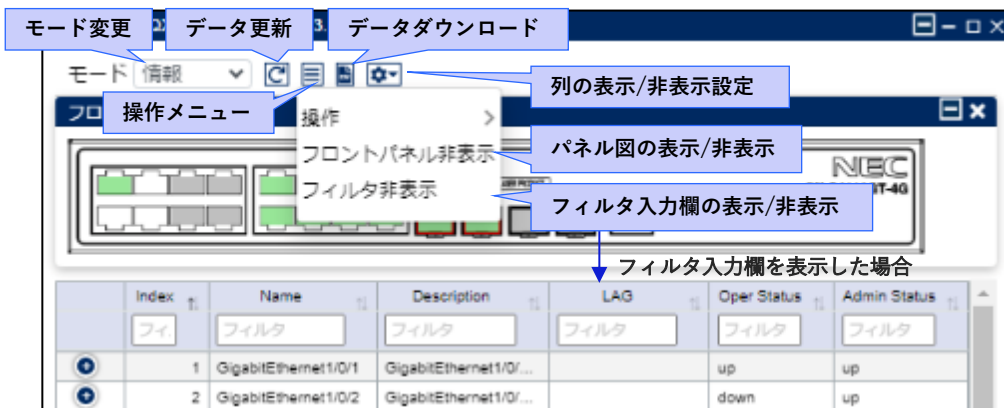 モード変更
データ更新
3.
データダウンロード
モード
情報
列の表示/非表示設定
操作メニュー
フロ
操作
フロントパネル非表示
パネル図の表示/非表示
NEC
フィルタ非表示
T-4G
フィルタ入力欄の表示/非表示
フィルタ入力欄を表示した場合
Index Name Description LAG Oper Status Admin Status
フィ. フィルタ フィルタ フィルタ フィルタ フィルタ
1 GigabitEthernet1/0/1 GigabitEthernet1/0/... up up
2 GigabitEthernet1/0/2 GigabitEthernet1/0/... down up